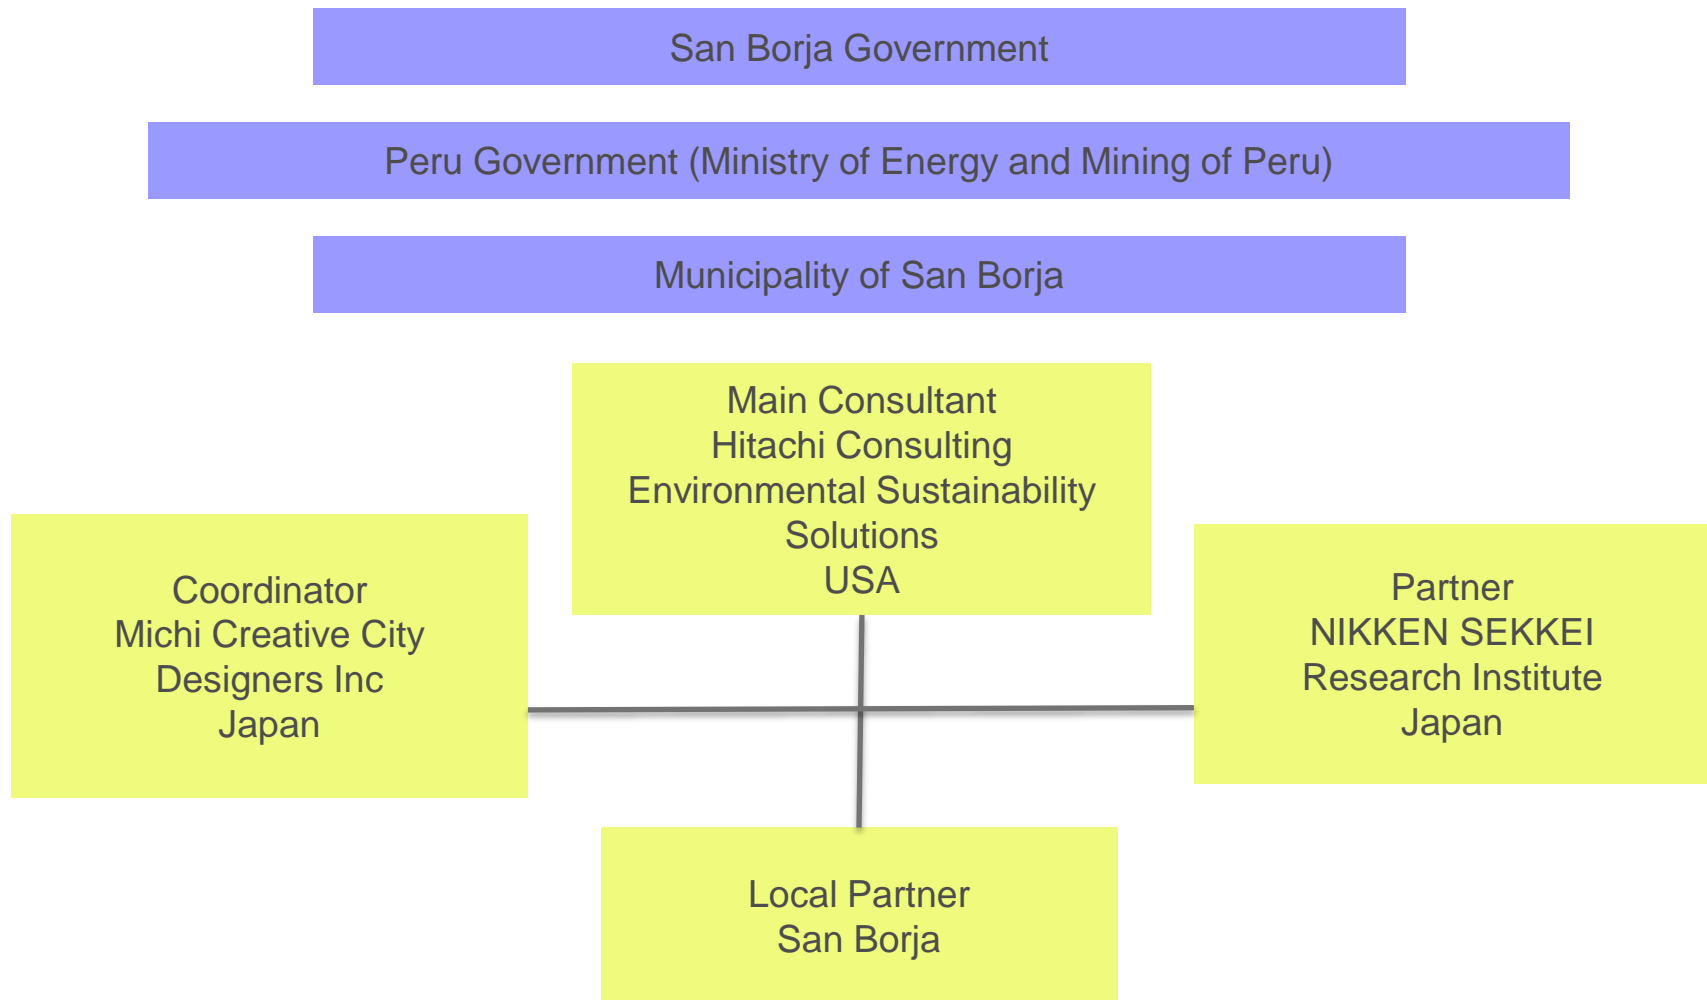 San Borja Government
Peru Government (Ministry of Energy and Mining of Peru)
Municipality of San Borja
Main Consultant
Hitachi Consulting
Environmental Sustainability
Solutions
USA
Coordinator
Michi Creative City
Designers Inc
Japan
Partner
NIKKEN SEKKEI
Research Institute
Japan
Local Partner
San Borja